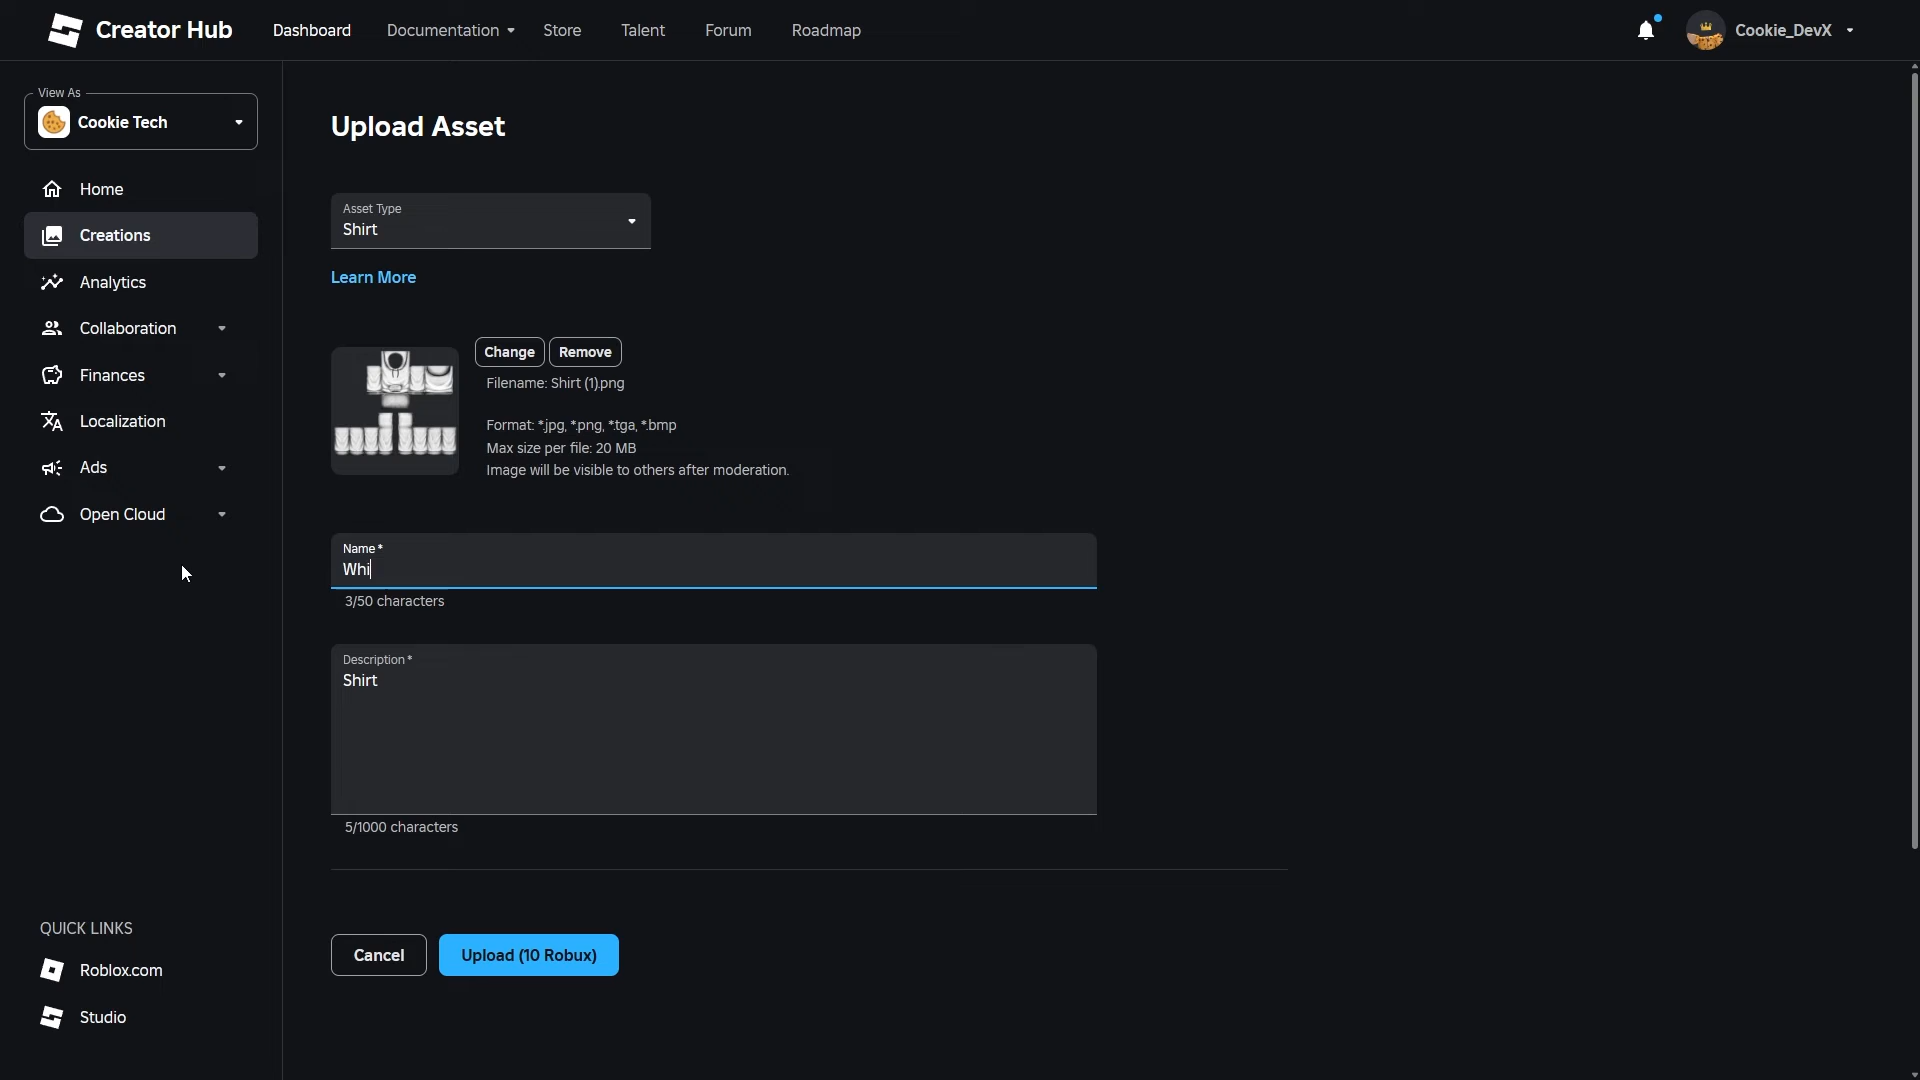 Creator Hub
Dashboard
Documentation
Store
Talent
Forum
Roadmap
Cookie_DevX
View As
Cookie Tech
Home
Creations
Analytics
Collaboration
Finances
Localization
Ads
Open Cloud
QUICK LINKS
Roblox.com
Studio
Upload Asset
Asset Type
Shirt
Learn More
Change
Remove
Filename: Shirt (1).png
Format: *.jpg, *.png, *.tga, *.bmp
Max size per file: 20 MB
Image will be visible to others after moderation.
Name*
Whi
3/50 characters
Description*
Shirt
5/1000 characters
Cancel
Upload (10 Robux)